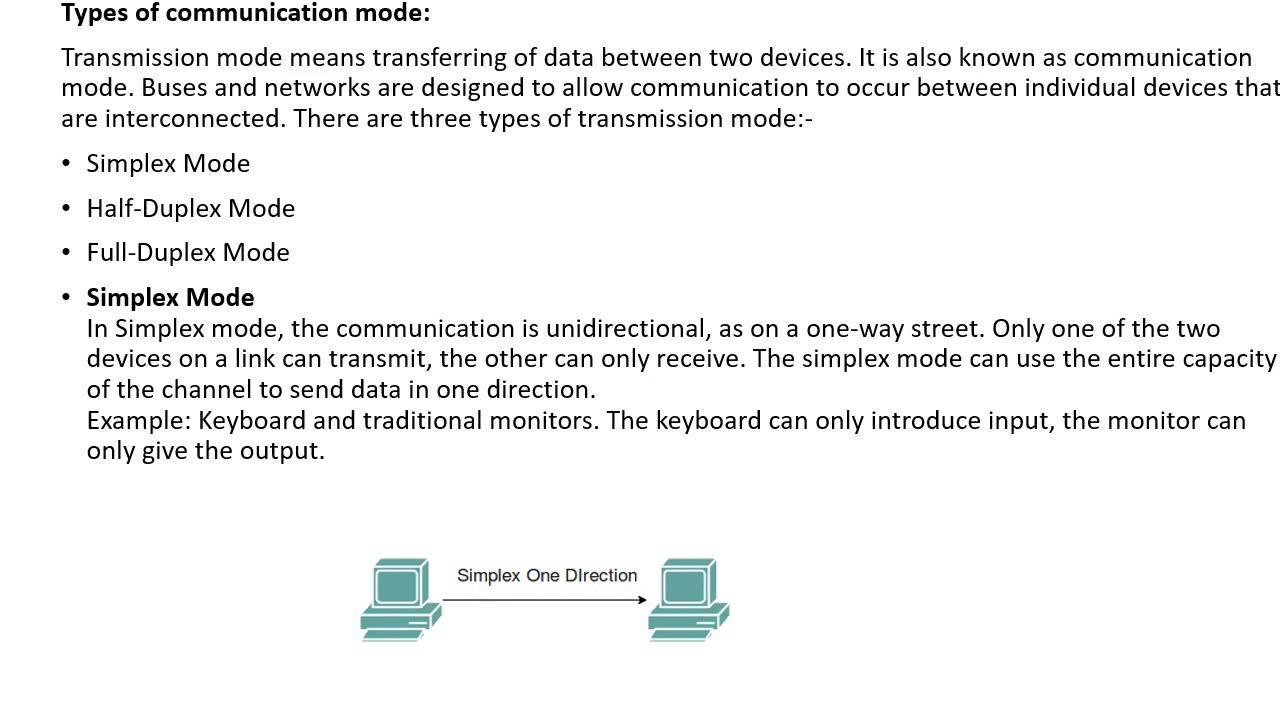 Types of communication mode:
Transmission mode means transferring of data between two devices. It is also known as communication
mode. Buses and networks are designed to allow communication to occur between individual devices that
are interconnected. There are three types of transmission mode:-
• Simplex Mode
• Half-Duplex Mode
• Full-Duplex Mode
• Simplex Mode
In Simplex mode, the communication is unidirectional, as on a one-way street. Only one of the two
devices on a link can transmit, the other can only receive. The simplex mode can use the entire capacity
of the channel to send data in one direction.
Example: Keyboard and traditional monitors. The keyboard can only introduce input, the monitor can
only give the output.
Simplex One DIrection